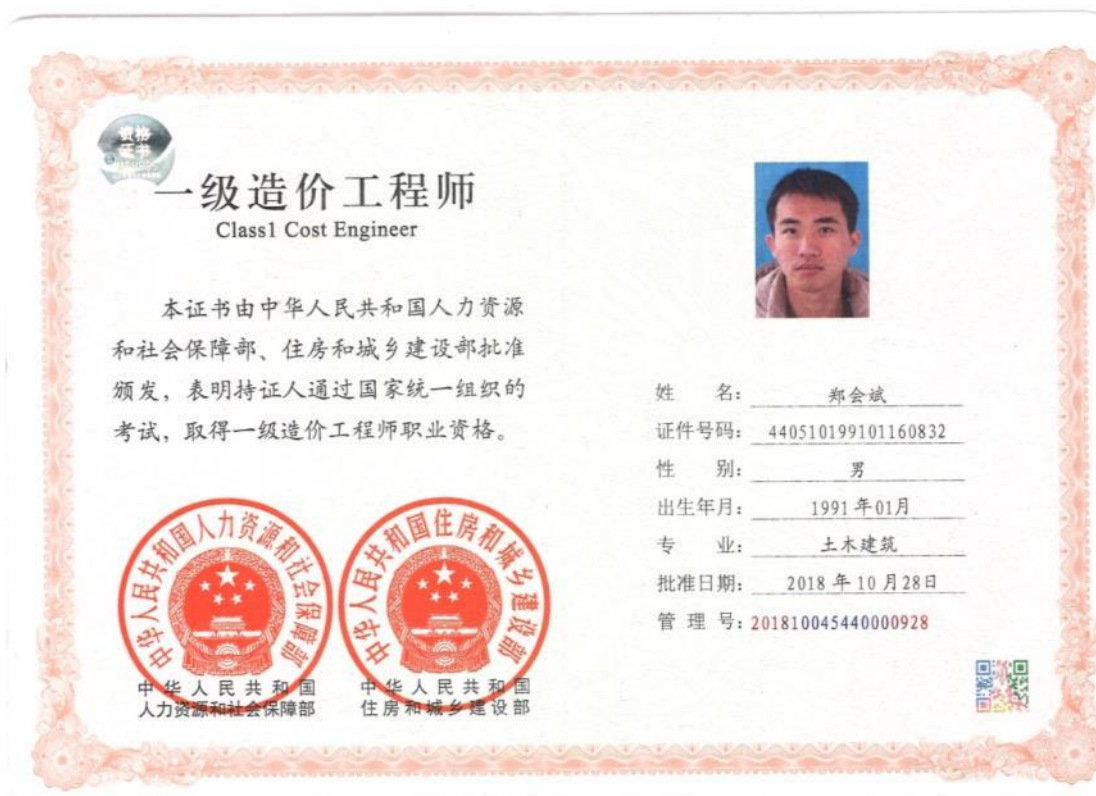 资格
证书
一级造价工程师
Class1 Cost Engineer
本证书由中华人民共和国人力资源
和社会保障部、住房和城乡建设部批准
颁发，表明持证人通过国家统一组织的
考试，取得一级造价工程师职业资格。
姓 名：郑会斌
证件号码：440510199101160832
性 别：男
出生年月：1991年01月
专 业：土木建筑
批准日期：2018年10月28日
管 理 号：201810045440000928
中华人民共和国人力资源和社会保障部
中华人民共和国住房和城乡建设部
中华人民共和国
人力资源和社会保障部
中华人民共和国
住房和城乡建设部